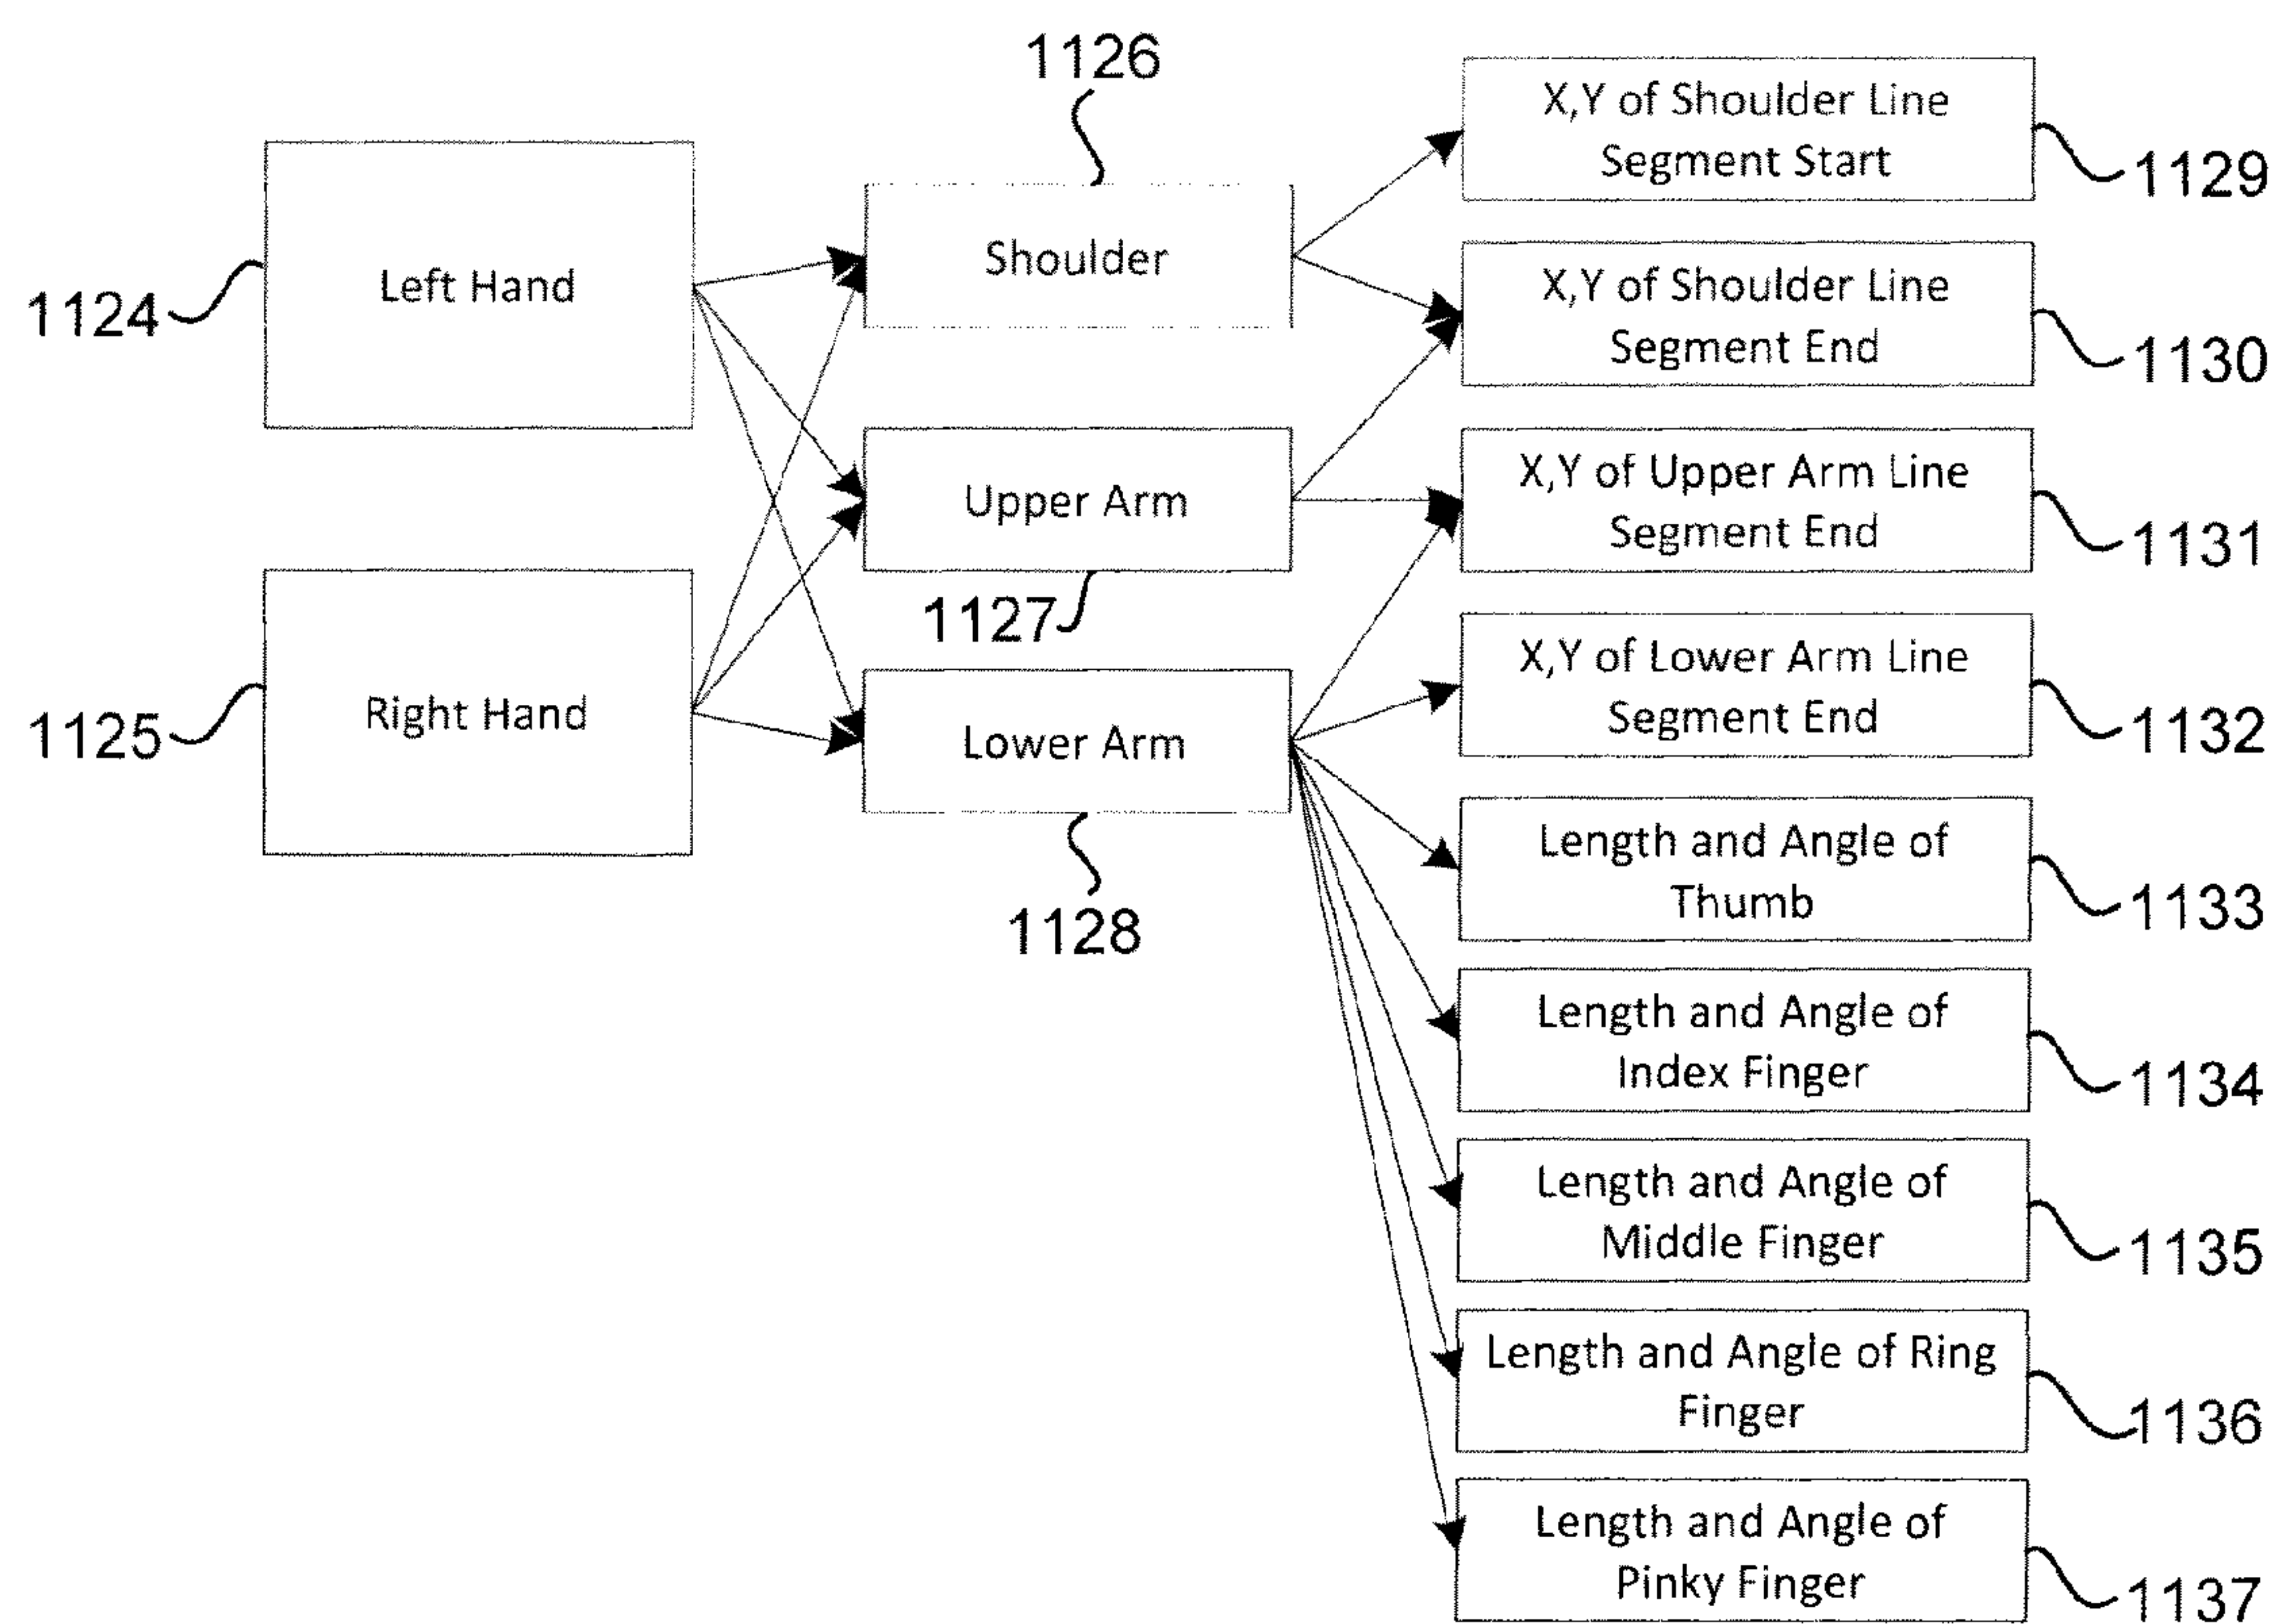 1126
X,Y of Shoulder Line
Segment Start
1129
Left Hand
1124
Shoulder
X,Y of Shoulder Line
Segment End
1130
Upper Arm
1127
X,Y of Upper Arm Line
Segment End
1131
Right Hand
1125
Lower Arm
1128
X,Y of Lower Arm Line
Segment End
1132
Length and Angle of
Thumb
1133
Length and Angle of
Index Finger
1134
Length and Angle of
Middle Finger
1135
Length and Angle of Ring
Finger
1136
Length and Angle of
Pinky Finger
1137